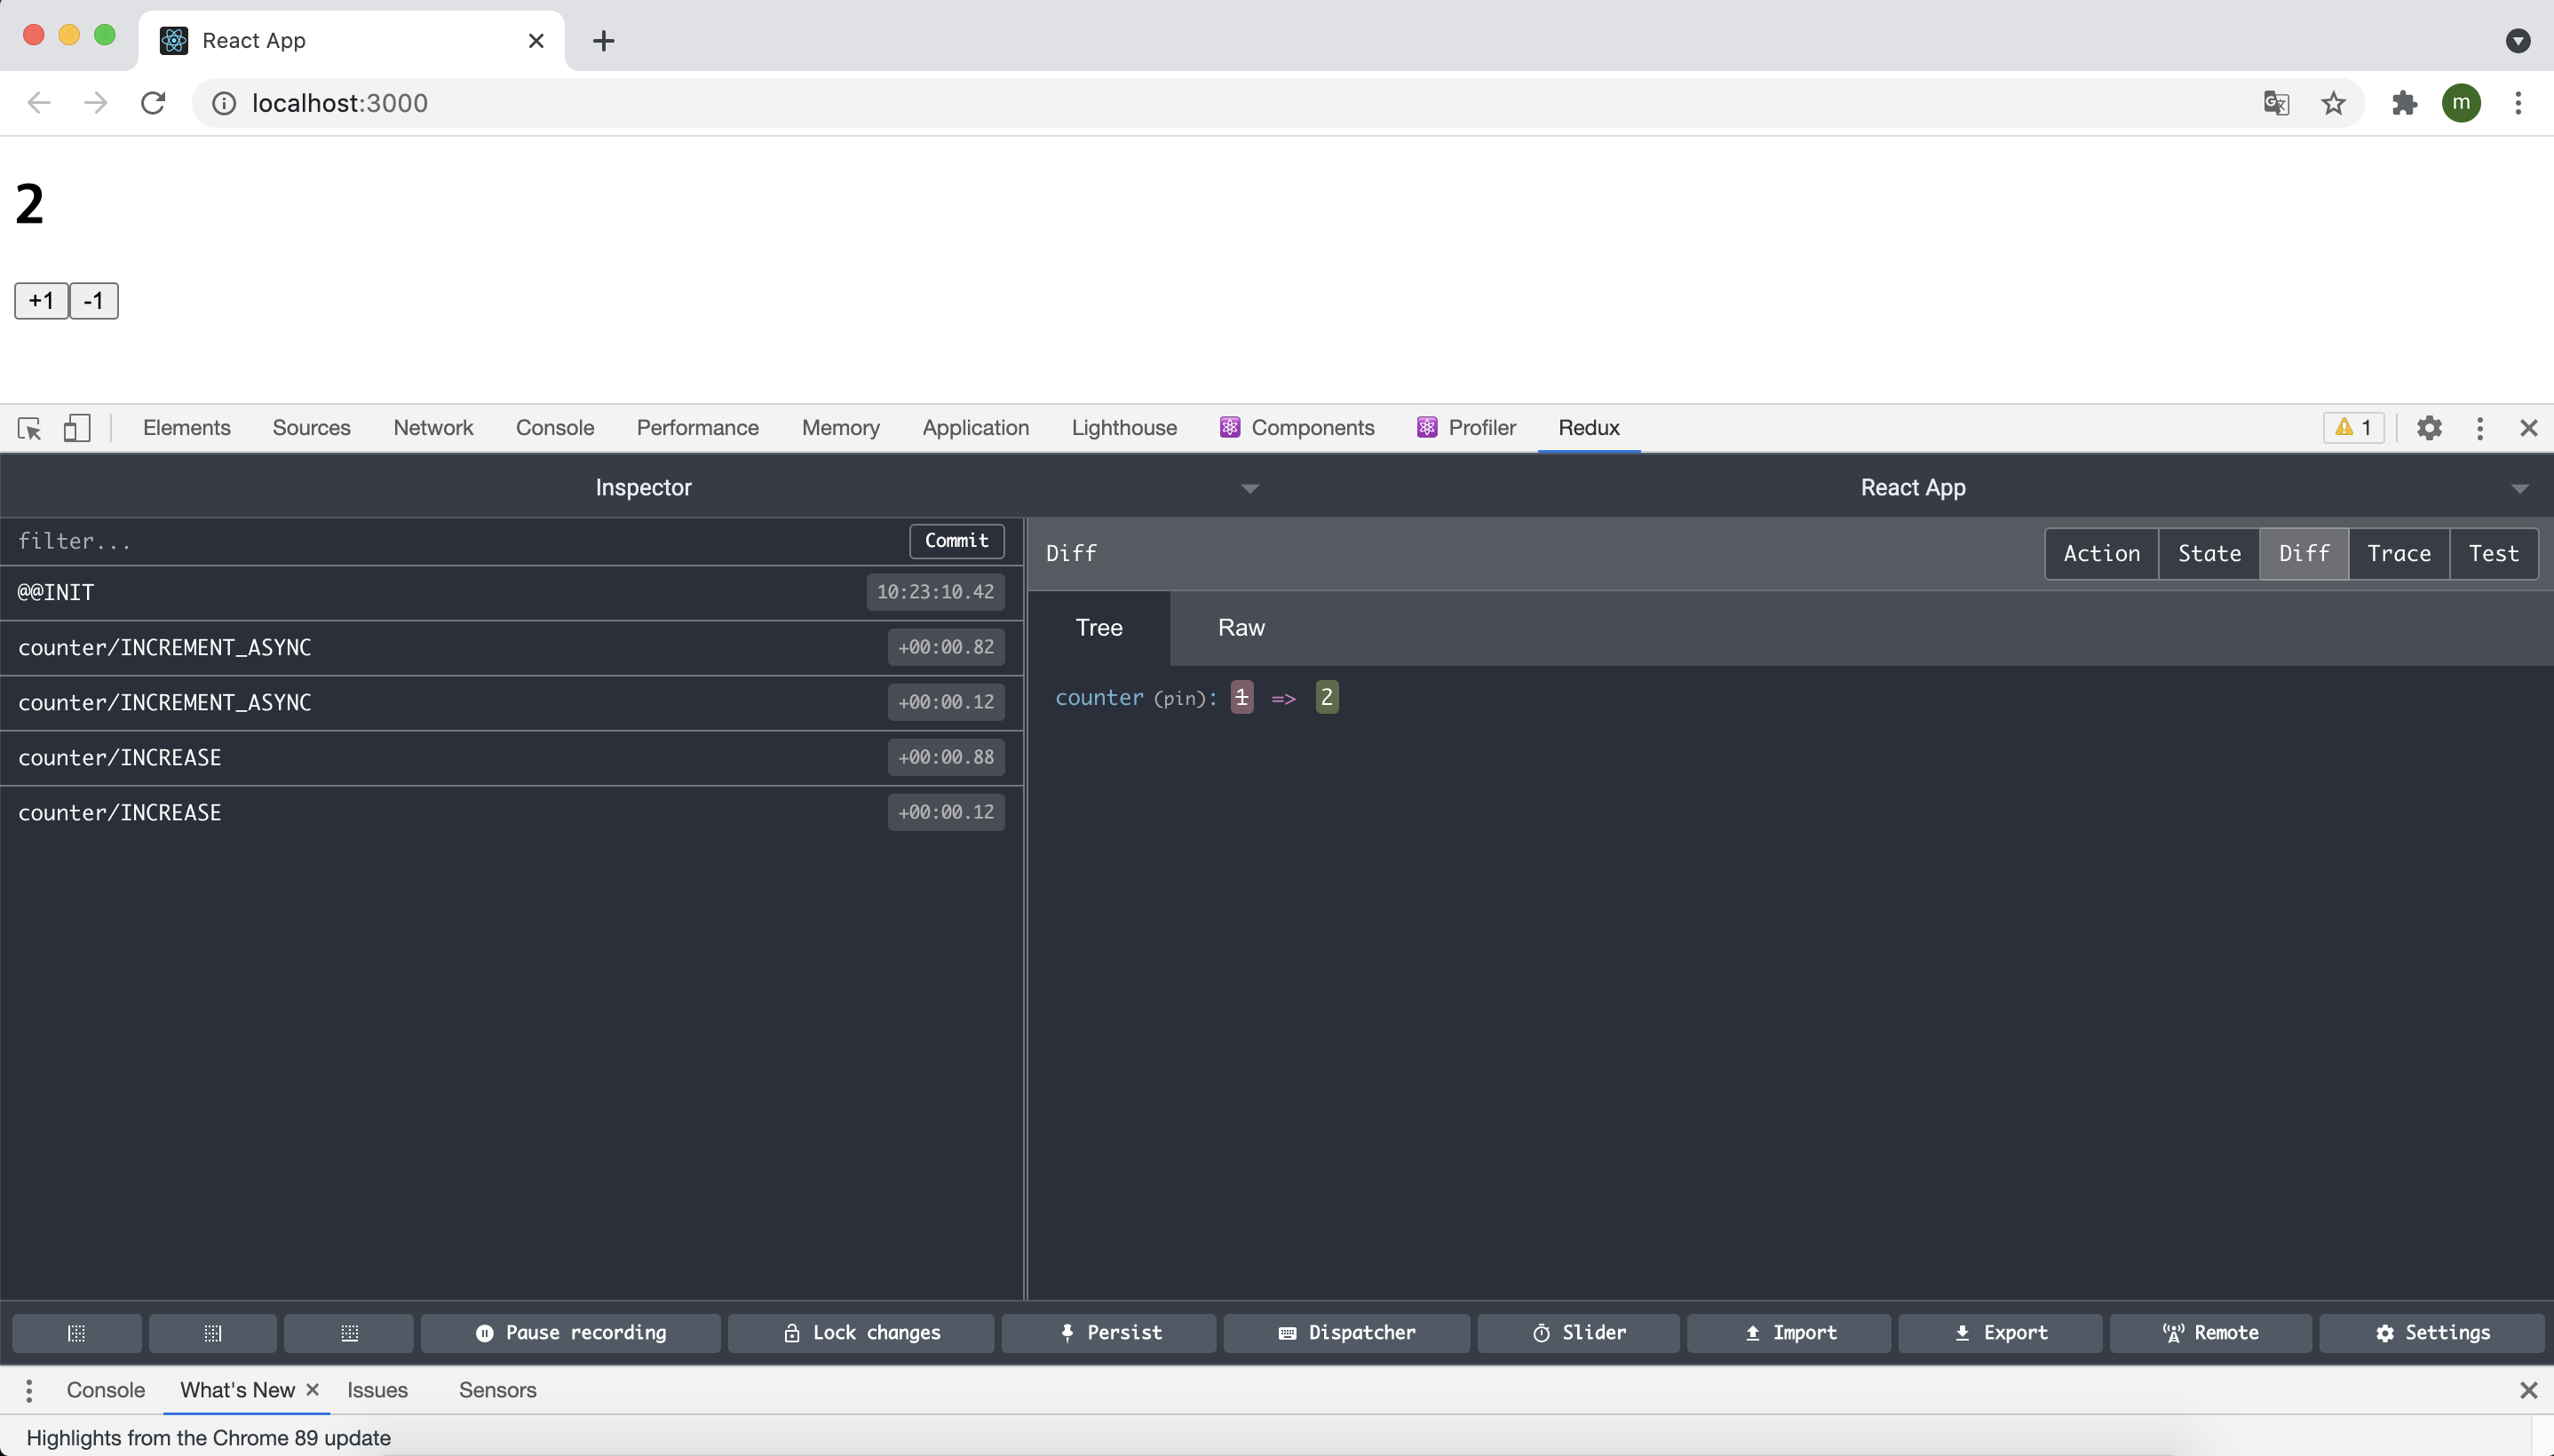 React App
localhost:3000
m
2
+1 -1
Elements Sources Network Console Performance Memory Application Lighthouse Components Profiler Redux 1
Inspector React App
filter... Commit
Diff Action State Diff Trace Test
@@INIT 10:23:10.42
Tree Raw
counter/INCREMENT_ASYNC +00:00.82
counter (pin): 1 => 2
counter/INCREMENT_ASYNC +00:00.12
counter/INCREASE +00:00.88
counter/INCREASE +00:00.12
Pause recording Lock changes Persist Dispatcher Slider Import Export Remote Settings
Console What's New Issues Sensors
Highlights from the Chrome 89 update